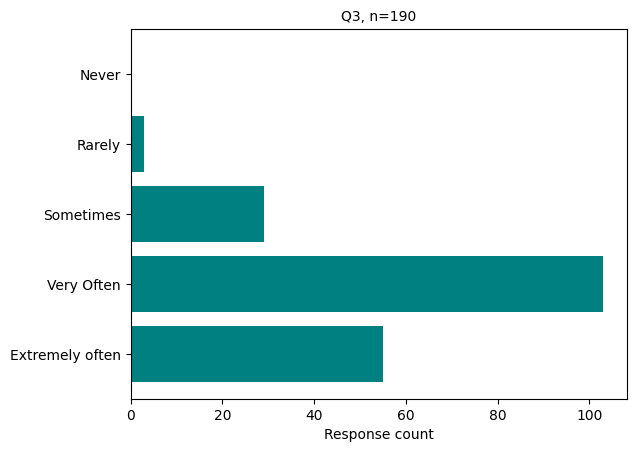 Q3, n=190
Never
Rarely
Sometimes
Very Often
Extremely often
0 20 40 60 80 100
Response count